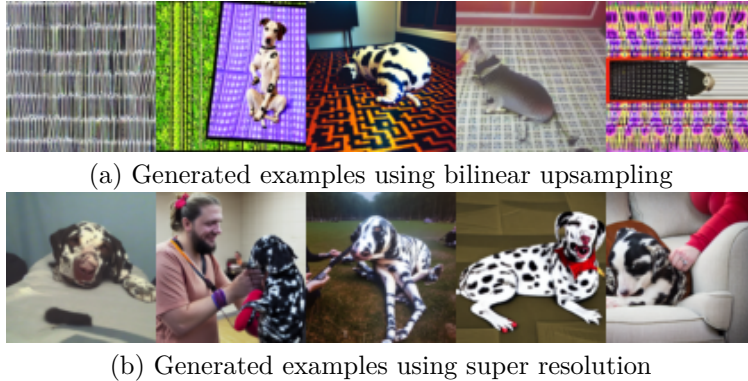 (a) Generated examples using bilinear upsampling
(b) Generated examples using super resolution